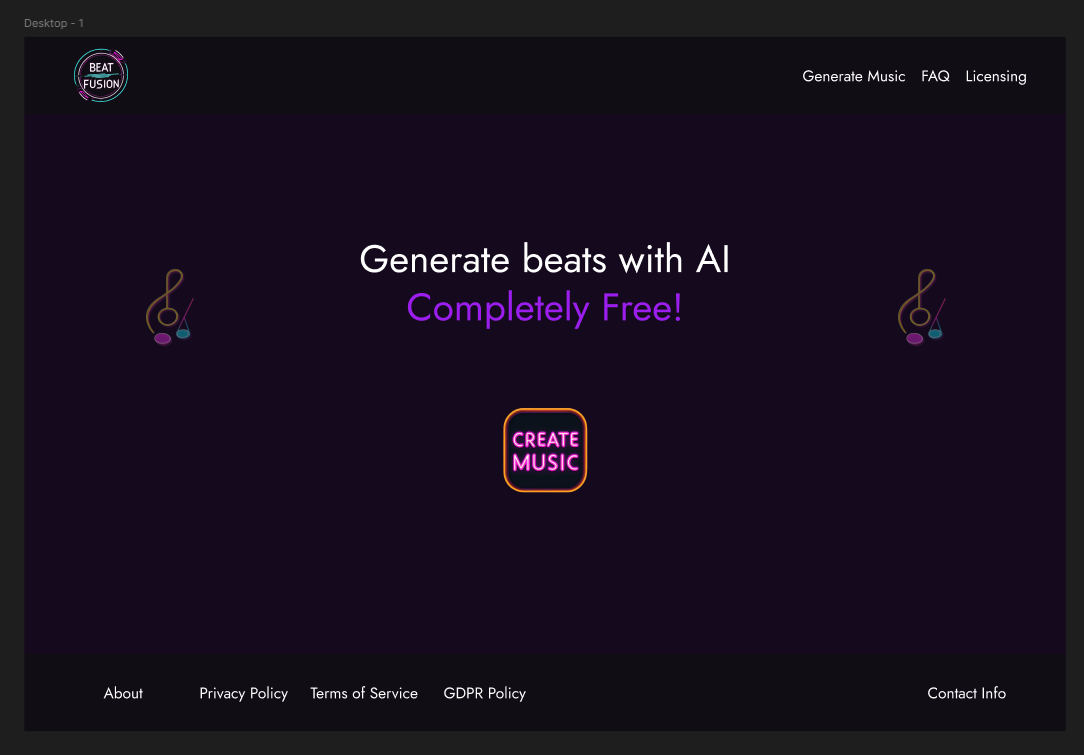 Desktop - 1
BEAT
FUSION
Generate Music FAQ Licensing
Generate beats with AI
Completely Free!
CREATE
MUSIC
About Privacy Policy Terms of Service GDPR Policy Contact Info